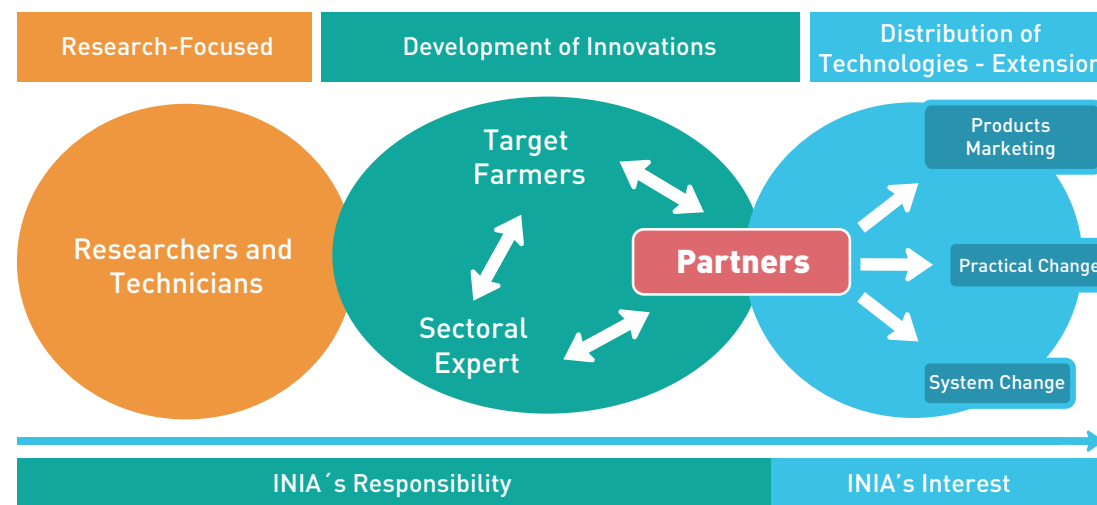 Research-Focused
Development of Innovations
Distribution of
Technologies - Extension
Researchers and
Technicians
Target
Farmers
Sectoral
Expert
Partners
Products
Marketing
Practical Change
System Change
INIA´s Responsibility
INIA’s Interest